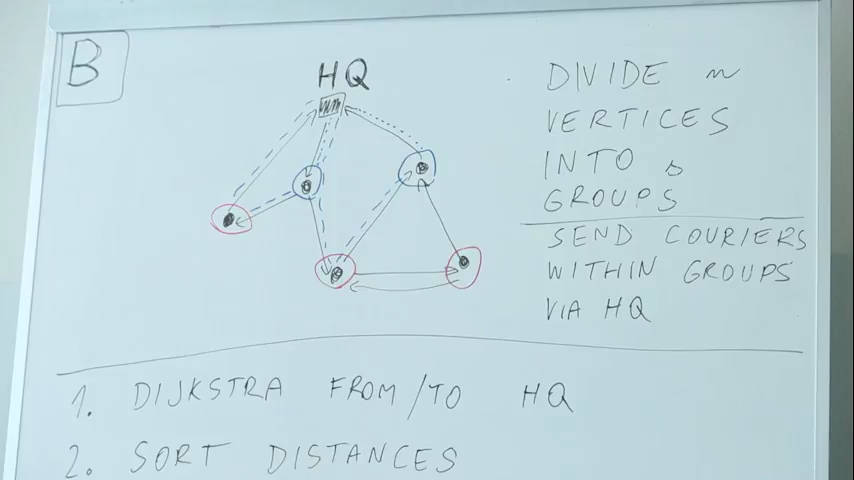 B
HQ
DIVIDE n
VERTICES
INTO s
GROUPS
SEND COURIERS
WITHIN GROUPS
VIA HQ
1. DIJKSTRA FROM/TO HQ
2. SORT DISTANCES